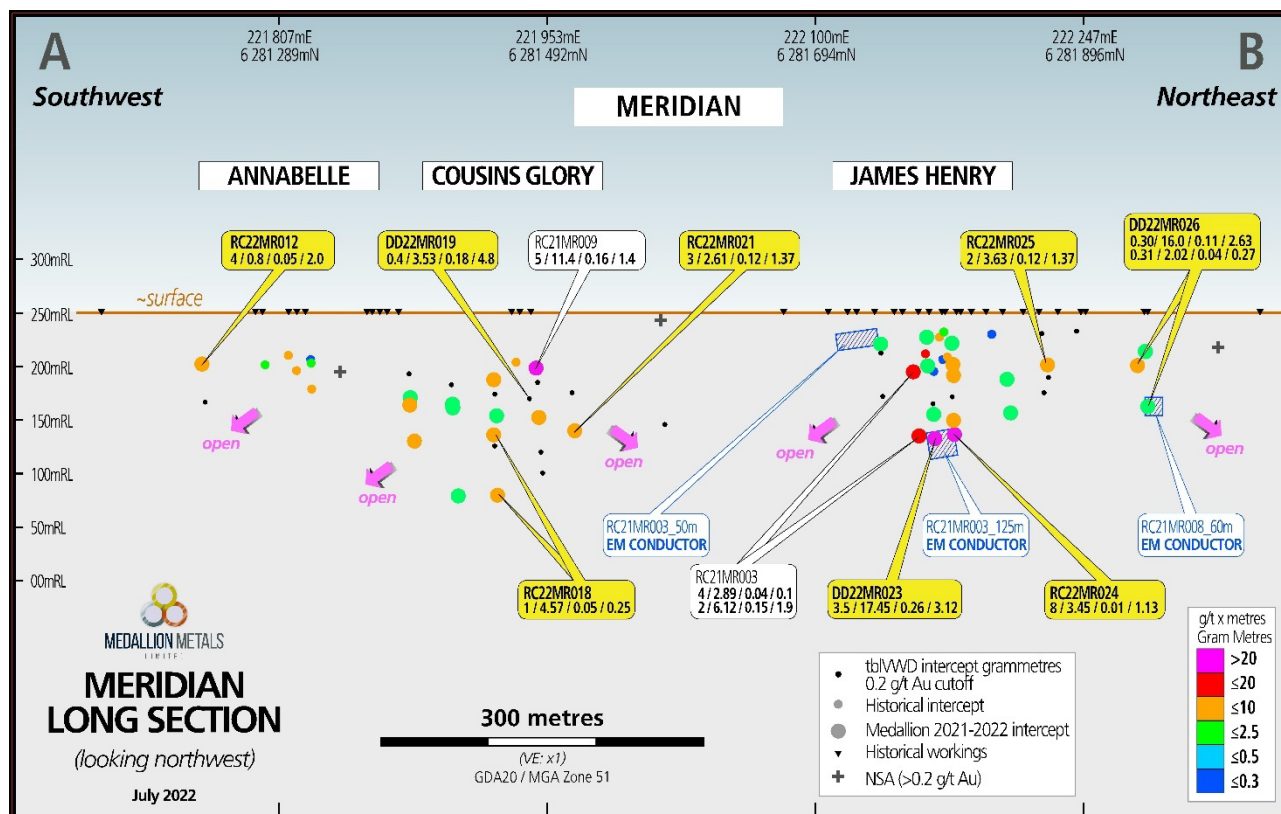 A
B
221 807mE
6 281 289mN
221 953mE
6 281 492mN
222 100mE
6 281 694mN
222 247mE
6 281 896mN
Southwest
Northeast
MERIDIAN
ANNABELLE
COUSINS GLORY
JAMES HENRY
RC22MR012
4 / 0.8 / 0.05 / 2.0
DD22MR019
0.4 / 3.53 / 0.18 / 4.8
RC21MR009
5 / 11.4 / 0.16 / 1.4
RC22MR021
3 / 2.61 / 0.12 / 1.37
RC22MR025
2 / 3.63 / 0.12 / 1.37
DD22MR026
0.30/ 16.0 / 0.11 / 2.63
0.31 / 2.02 / 0.04 / 0.27
300mRL
~surface
250mRL
200mRL
150mRL
100mRL
50mRL
00mRL
open
open
open
open
open
RC21MR003_50m
EM CONDUCTOR
RC21MR003_125m
EM CONDUCTOR
RC21MR008_60m
EM CONDUCTOR
RC22MR018
1 / 4.57 / 0.05 / 0.25
RC21MR003
4 / 2.89 / 0.04 / 0.1
2 / 6.12 / 0.15 / 1.9
DD22MR023
3.5 / 17.45 / 0.26 / 3.12
RC22MR024
8 / 3.45 / 0.01 / 1.13
MEDALLION METALS
LIMITED
MERIDIAN
LONG SECTION
(looking northwest)
July 2022
300 metres
(VE: x1)
GDA20 / MGA Zone 51
tblVWD intercept grammetres
0.2 g/t Au cutoff
Historical intercept
Medallion 2021-2022 intercept
Historical workings
NSA (>0.2 g/t Au)
g/t x metres
Gram Metres
>20
≤20
≤10
≤2.5
≤0.5
≤0.3